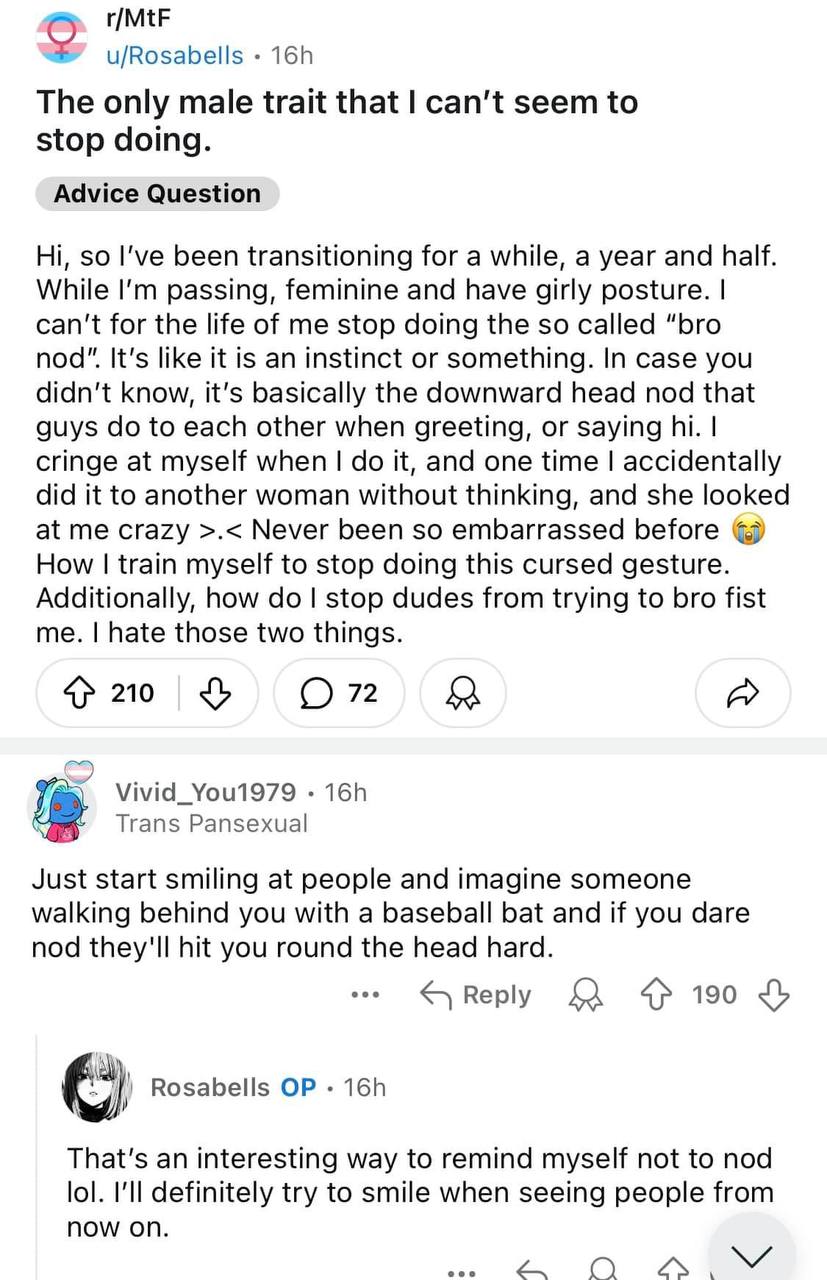 r/MtF
u/Rosabells • 16h
The only male trait that I can’t seem to
stop doing.
Advice Question
Hi, so I’ve been transitioning for a while, a year and half.
While I’m passing, feminine and have girly posture. I
can’t for the life of me stop doing the so called “bro
nod”. It’s like it is an instinct or something. In case you
didn’t know, it’s basically the downward head nod that
guys do to each other when greeting, or saying hi. I
cringe at myself when I do it, and one time I accidentally
did it to another woman without thinking, and she looked
at me crazy >.< Never been so embarrassed before 😭
How I train myself to stop doing this cursed gesture.
Additionally, how do I stop dudes from trying to bro fist
me. I hate those two things.
210 72
Vivid_You1979 • 16h
Trans Pansexual
Just start smiling at people and imagine someone
walking behind you with a baseball bat and if you dare
nod they'll hit you round the head hard.
... Reply 190
Rosabells OP • 16h
That’s an interesting way to remind myself not to nod
lol. I’ll definitely try to smile when seeing people from
now on.
...